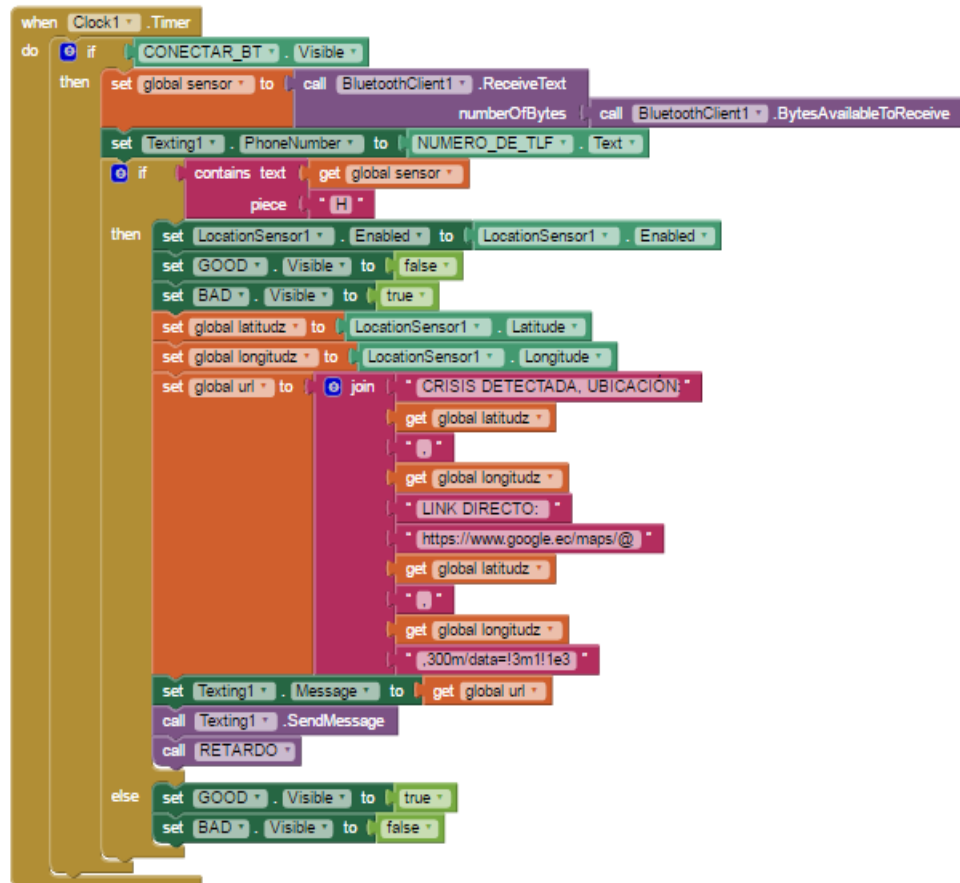 when Clock1 .Timer
do if CONECTAR_BT . Visible
then set global sensor to call BluetoothClient1 .ReceiveText
numberOfBytes call BluetoothClient1 .BytesAvailableToReceive
set Texting1 . PhoneNumber to NUMERO_DE_TLF . Text
if contains text get global sensor
piece " H "
then set LocationSensor1 . Enabled to LocationSensor1 . Enabled
set GOOD . Visible to false
set BAD . Visible to true
set global latitudz to LocationSensor1 . Latitude
set global longitudz to LocationSensor1 . Longitude
set global url to join " CRISIS DETECTADA, UBICACIÓN: "
get global latitudz
" , "
get global longitudz
" LINK DIRECTO: "
" https://www.google.ec/maps/@ "
get global latitudz
" , "
get global longitudz
" ,300m/data=!3m1!1e3 "
set Texting1 . Message to get global url
call Texting1 .SendMessage
call RETARDO
else set GOOD . Visible to true
set BAD . Visible to false